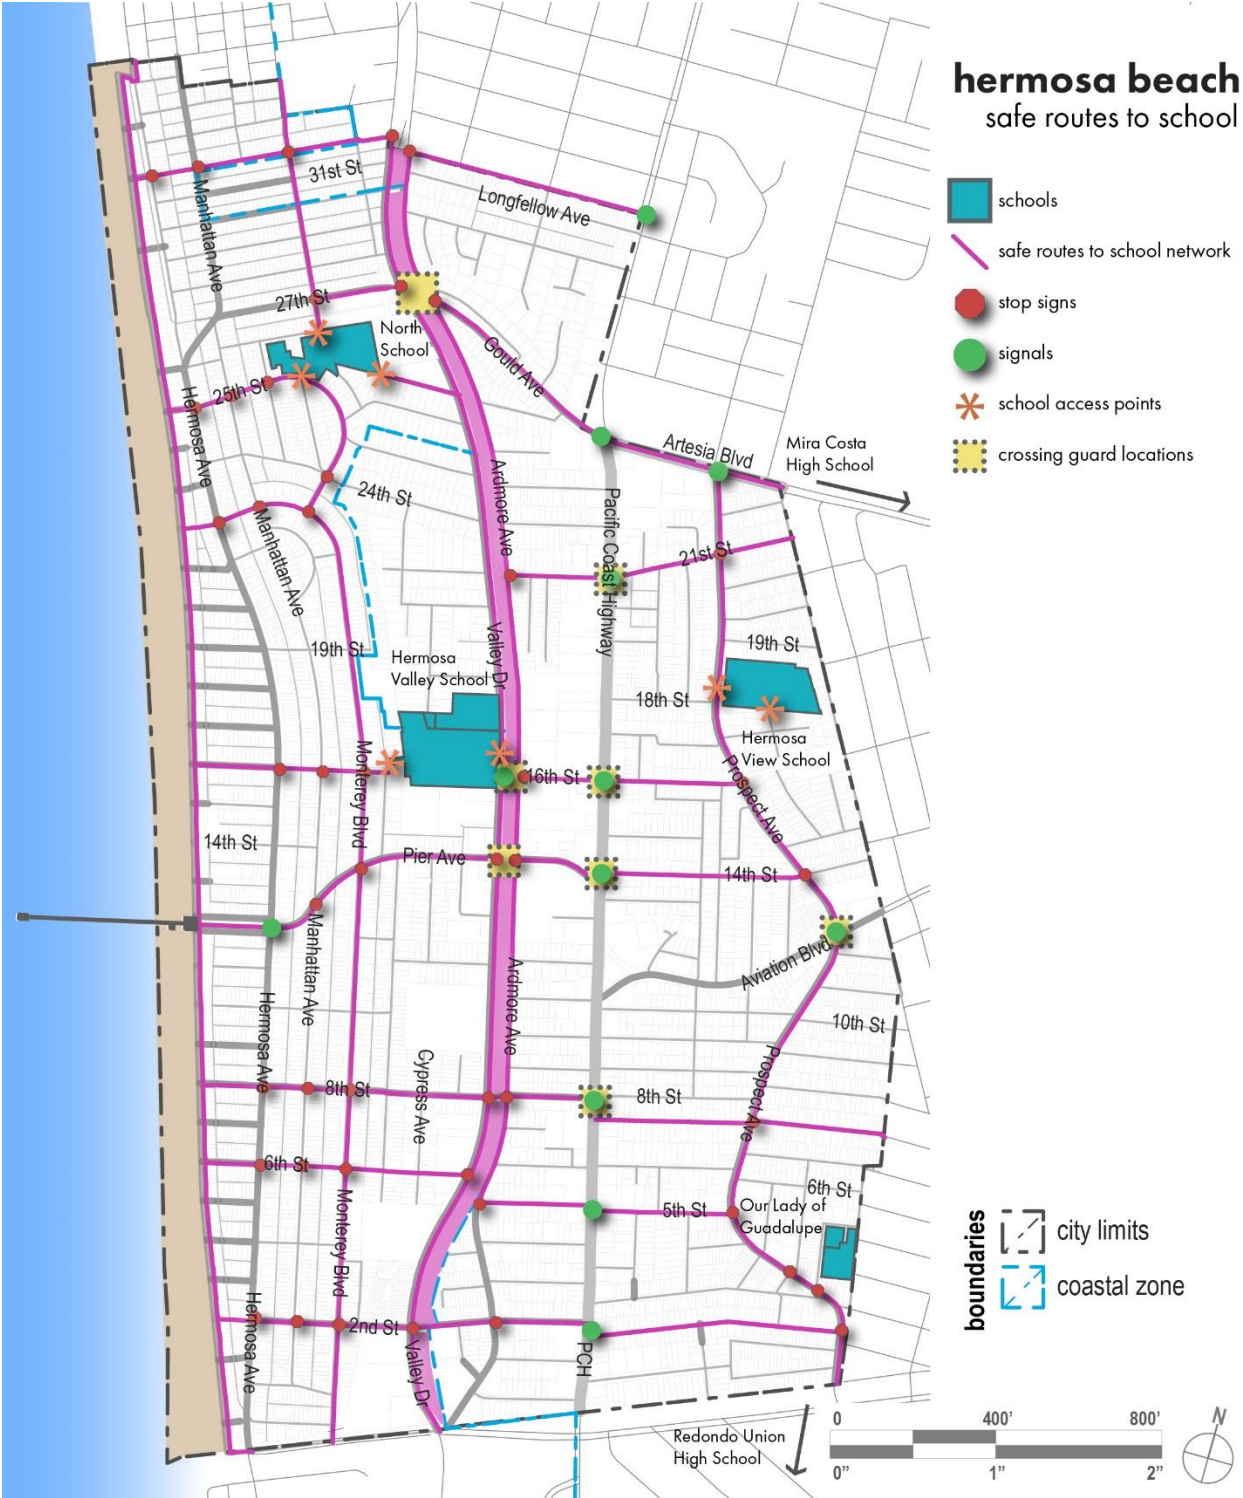 hermosa beach
safe routes to school
schools
safe routes to school network
stop signs
signals
school access points
crossing guard locations
31st St
Longfellow Ave
Manhattan Ave
27th St
North
School
Gould Ave
25th St
Hermosa Ave
Artesia Blvd
Mira Costa
High School
24th St
Ardmore Ave
Pacific Coast Highway
Manhattan Ave
21st St
19th St
Hermosa
Valley School
Valley Dr
19th St
18th St
Hermosa
View School
Monterey Blvd
16th St
Prospect Ave
14th St
Pier Ave
14th St
Manhattan Ave
Aviation Blvd
Hermosa Ave
Ardmore Ave
10th St
Cypress Ave
8th St
8th St
Prospect Ave
6th St
6th St
Monterey Blvd
5th St
Our Lady of
Guadalupe
Hermosa Ave
2nd St
Valley Dr
PCH
boundaries
city limits
coastal zone
Redondo Union
High School
0
400'
800'
0"
1"
2"
N